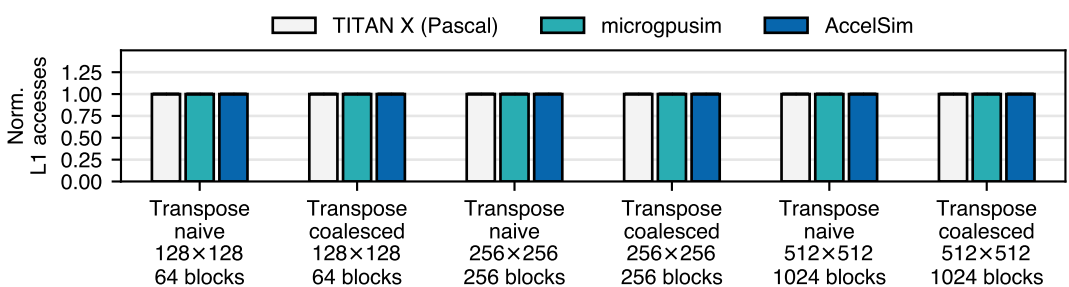 TITAN X (Pascal) microgpusim AccelSim
Norm.
L1 accesses
1.25
1.00
0.75
0.50
0.25
0.00
Transpose
naive
128×128
64 blocks
Transpose
coalesced
128×128
64 blocks
Transpose
naive
256×256
256 blocks
Transpose
coalesced
256×256
256 blocks
Transpose
naive
512×512
1024 blocks
Transpose
coalesced
512×512
1024 blocks